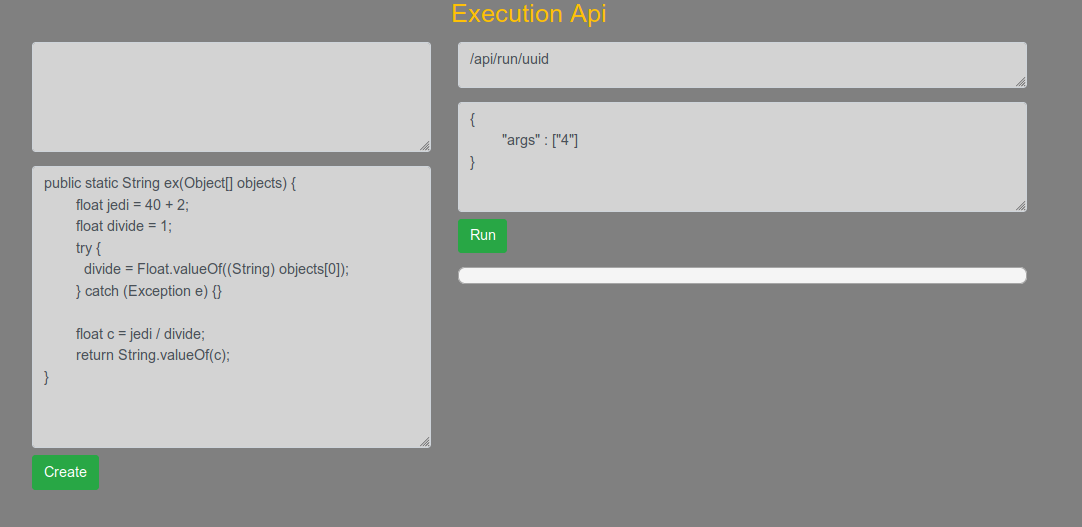 Execution Api
public static String ex(Object[] objects) {
float jedi = 40 + 2;
float divide = 1;
try {
divide = Float.valueOf((String) objects[0]);
} catch (Exception e) {}
float c = jedi / divide;
return String.valueOf(c);
}
Create
/api/run/uuid
{
"args" : ["4"]
}
Run